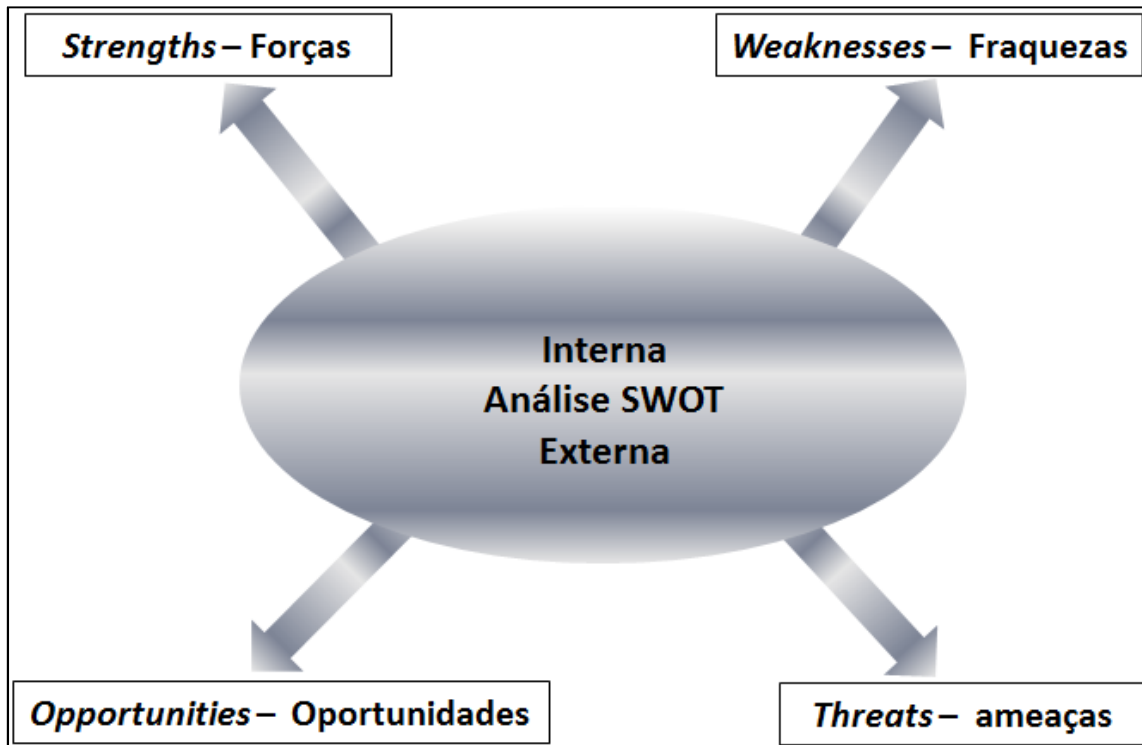 Strengths – Forças
Weaknesses – Fraquezas
Interna
Análise SWOT
Externa
Opportunities – Oportunidades
Threats – ameaças